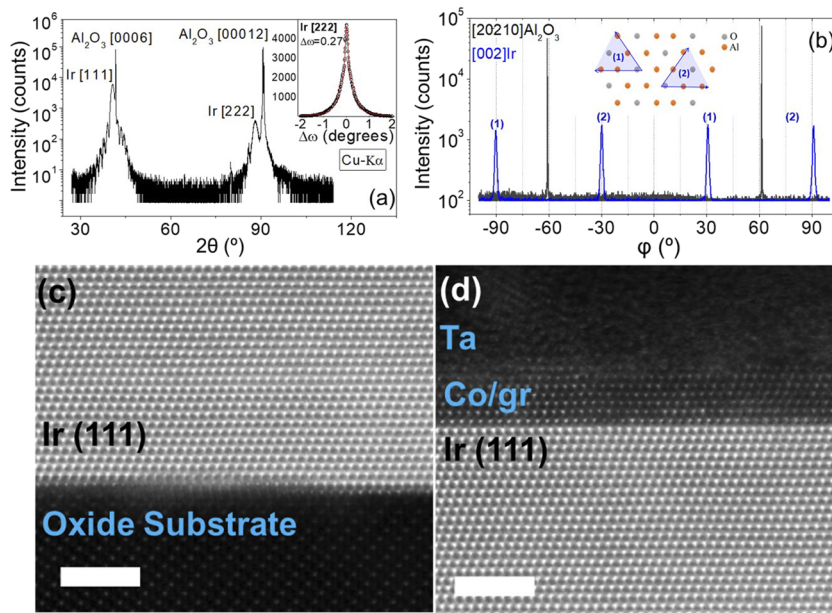 Al2O3 [0006]
Al2O3 [00012]
Ir [111]
Ir [222]
Ir [222]
Δω=0.27º
4000
3000
2000
1000
0
-2 -1 0 1 2
Δω (degrees)
Cu-Kα
(a)
10^5
10^4
10^3
10^2
10^1
10^0
Intensity (counts)
30 60 90 120
2θ (º)
[20210]Al2O3
[002]Ir
(b)
O
Al
(1)
(2)
(1)
(2)
(1)
(2)
10^5
10^4
10^3
10^2
Intensity (counts)
-90 -60 -30 0 30 60 90
φ (º)
(c)
Ir (111)
Oxide Substrate
(d)
Ta
Co/gr
Ir (111)